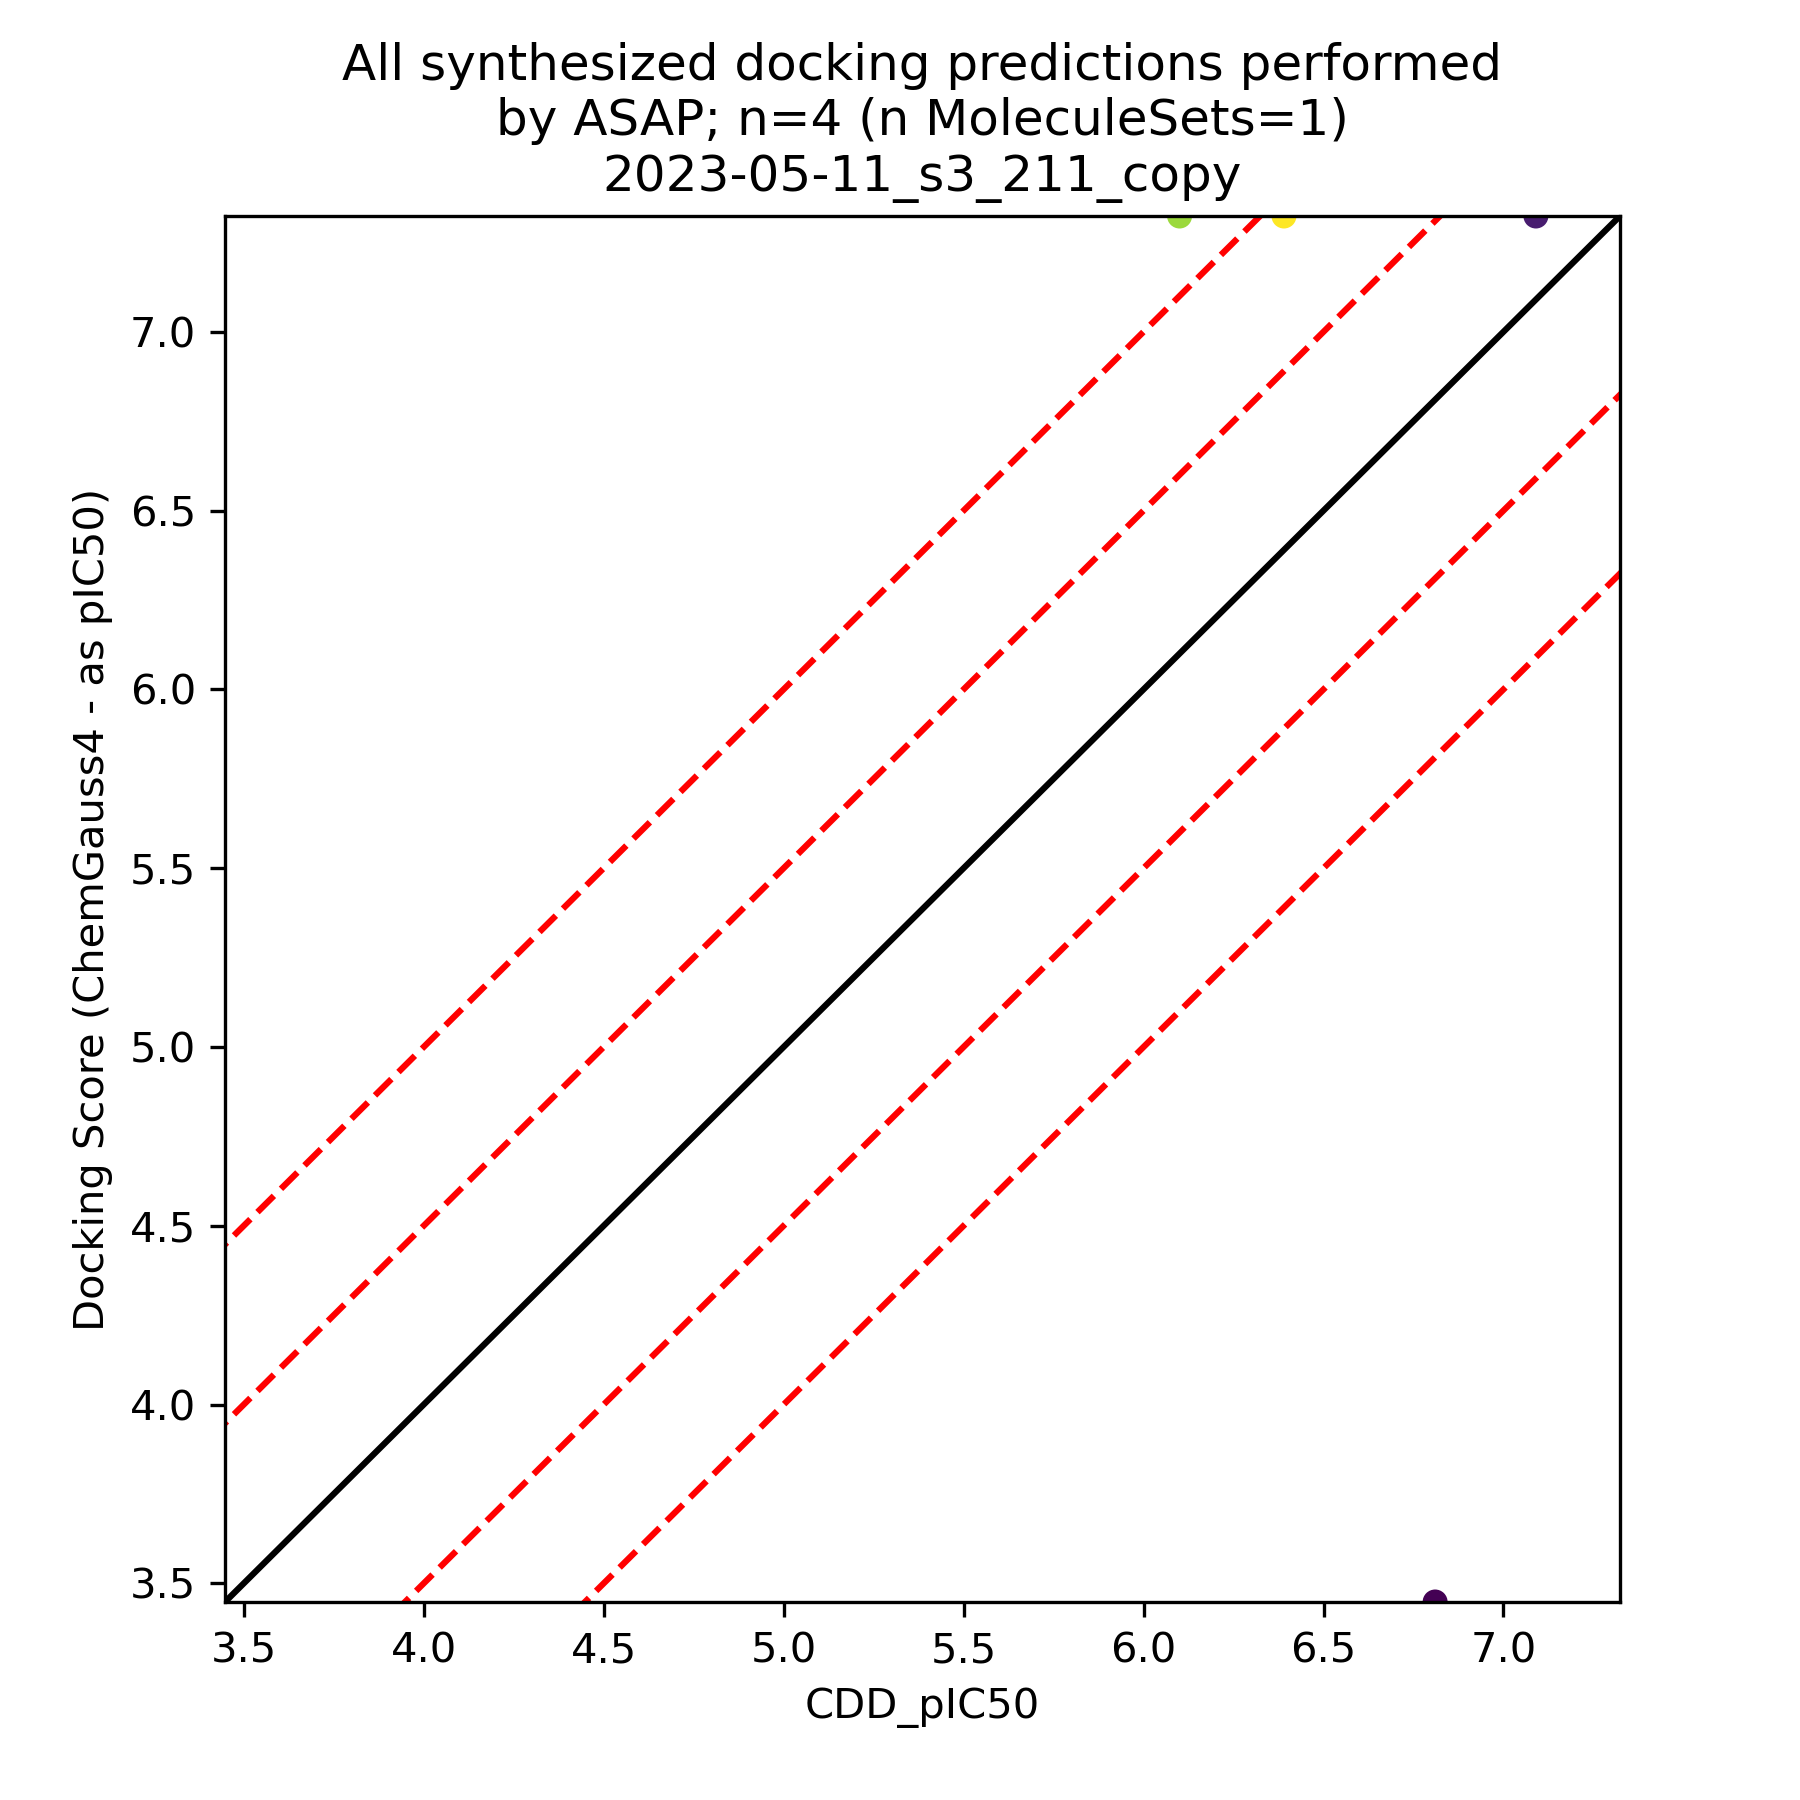 All synthesized docking predictions performed
by ASAP; n=4 (n MoleculeSets=1)
2023-05-11_s3_211_copy
Docking Score (ChemGauss4 - as pIC50)
7.0
6.5
6.0
5.5
5.0
4.5
4.0
3.5
3.5 4.0 4.5 5.0 5.5 6.0 6.5 7.0
CDD_pIC50